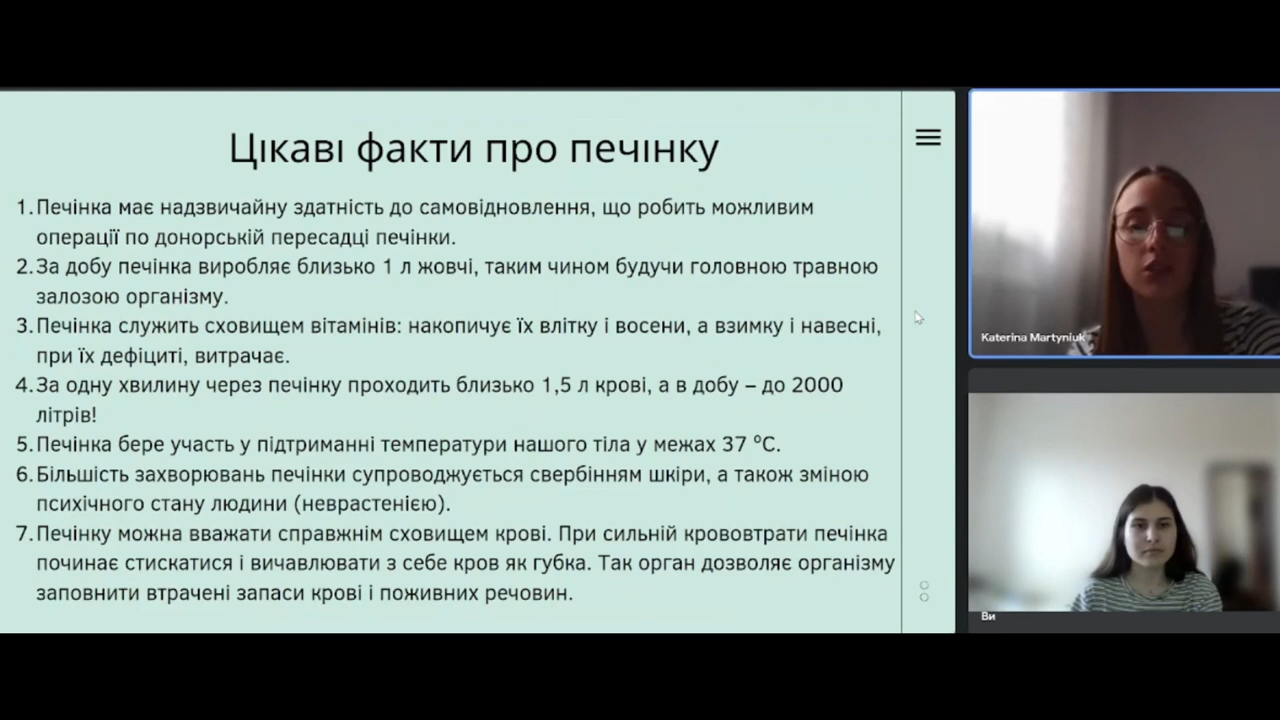 Цікаві факти про печінку
1. Печінка має надзвичайну здатність до самовідновлення, що робить можливим
операції по донорській пересадці печінки.
2. За добу печінка виробляє близько 1 л жовчі, таким чином будучи головною травною
залозою організму.
3. Печінка служить сховищем вітамінів: накопичує їх влітку і восени, а взимку і навесні,
при їх дефіциті, витрачає.
4. За одну хвилину через печінку проходить близько 1,5 л крові, а в добу – до 2000
літрів!
5. Печінка бере участь у підтриманні температури нашого тіла у межах 37 ºС.
6. Більшість захворювань печінки супроводжується свербінням шкіри, а також зміною
психічного стану людини (неврастенією).
7. Печінку можна вважати справжнім сховищем крові. При сильній крововтрати печінка
починає стискатися і вичавлювати з себе кров як губка. Так орган дозволяє організму
заповнити втрачені запаси крові і поживних речовин.
Katerina Martyniuk
Ви